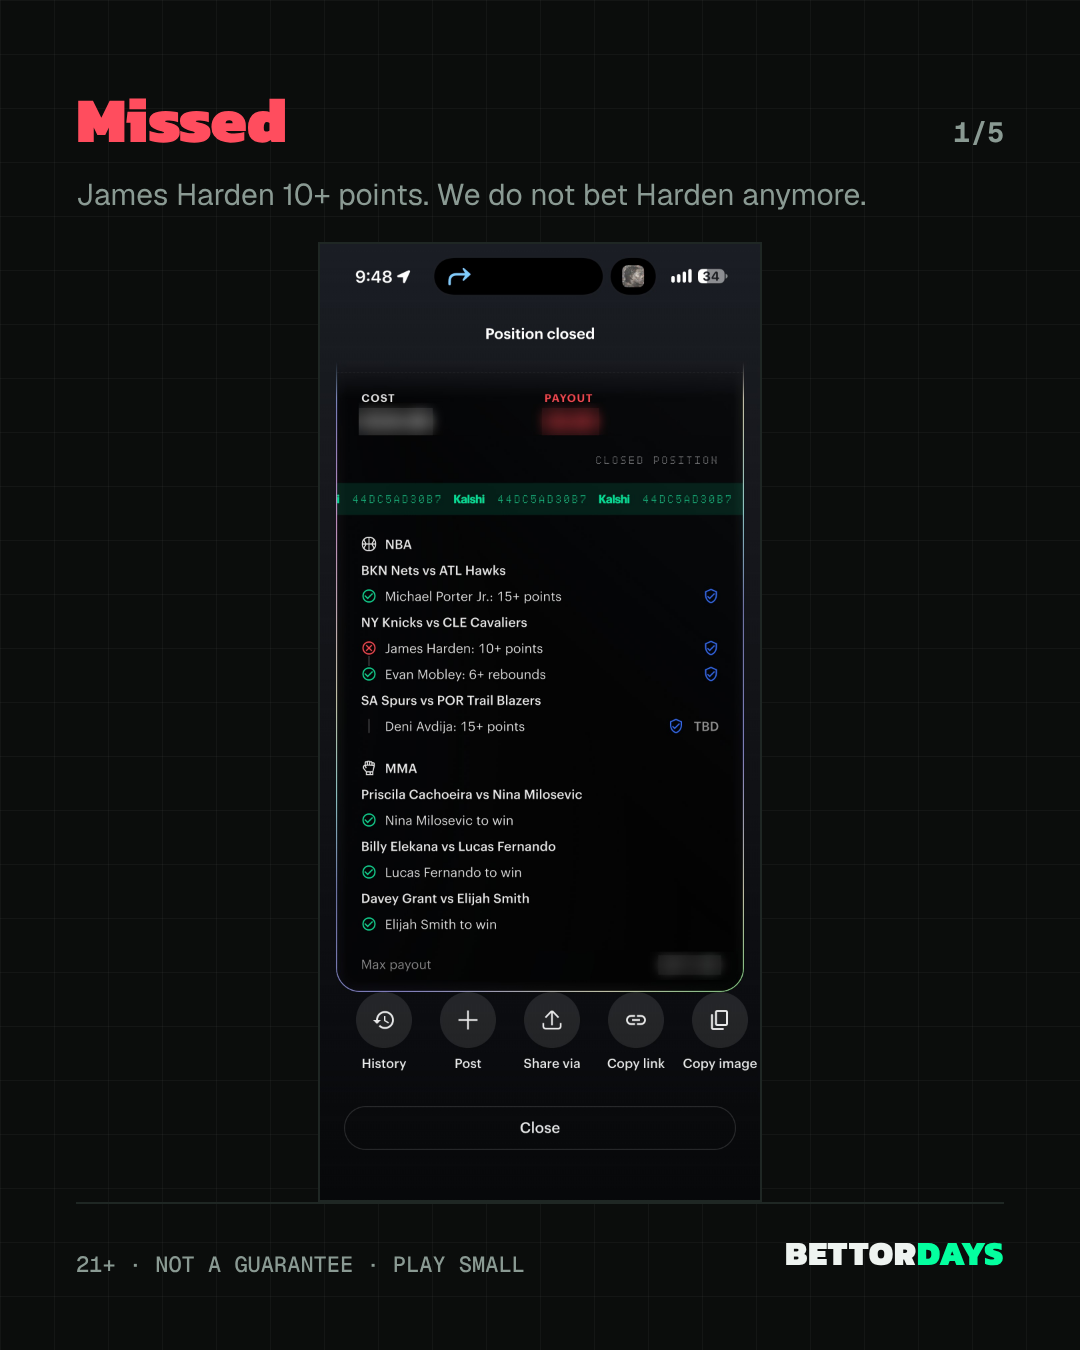 Missed
1/5
James Harden 10+ points. We do not bet Harden anymore.
9:48
34
Position closed
COST
PAYOUT
CLOSED POSITION
i 44DC5AD30B7 Kalshi 44DC5AD30B7 Kalshi 44DC5AD30B7
NBA
BKN Nets vs ATL Hawks
Michael Porter Jr.: 15+ points
NY Knicks vs CLE Cavaliers
James Harden: 10+ points
Evan Mobley: 6+ rebounds
SA Spurs vs POR Trail Blazers
Deni Avdija: 15+ points TBD
MMA
Priscila Cachoeira vs Nina Milosevic
Nina Milosevic to win
Billy Elekana vs Lucas Fernando
Lucas Fernando to win
Davey Grant vs Elijah Smith
Elijah Smith to win
Max payout
History Post Share via Copy link Copy image
Close
21+ · NOT A GUARANTEE · PLAY SMALL
BETTORDAYS